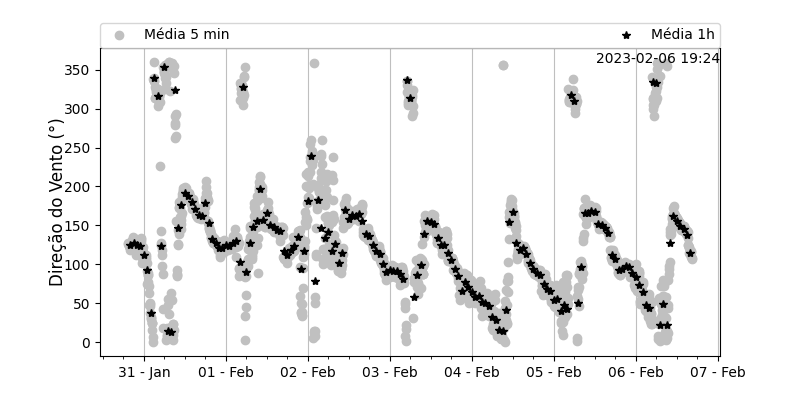 Média 5 min
Média 1h
2023-02-06 19:24
Direção do Vento (°)
350
300
250
200
150
100
50
0
31 - Jan
01 - Feb
02 - Feb
03 - Feb
04 - Feb
05 - Feb
06 - Feb
07 - Feb